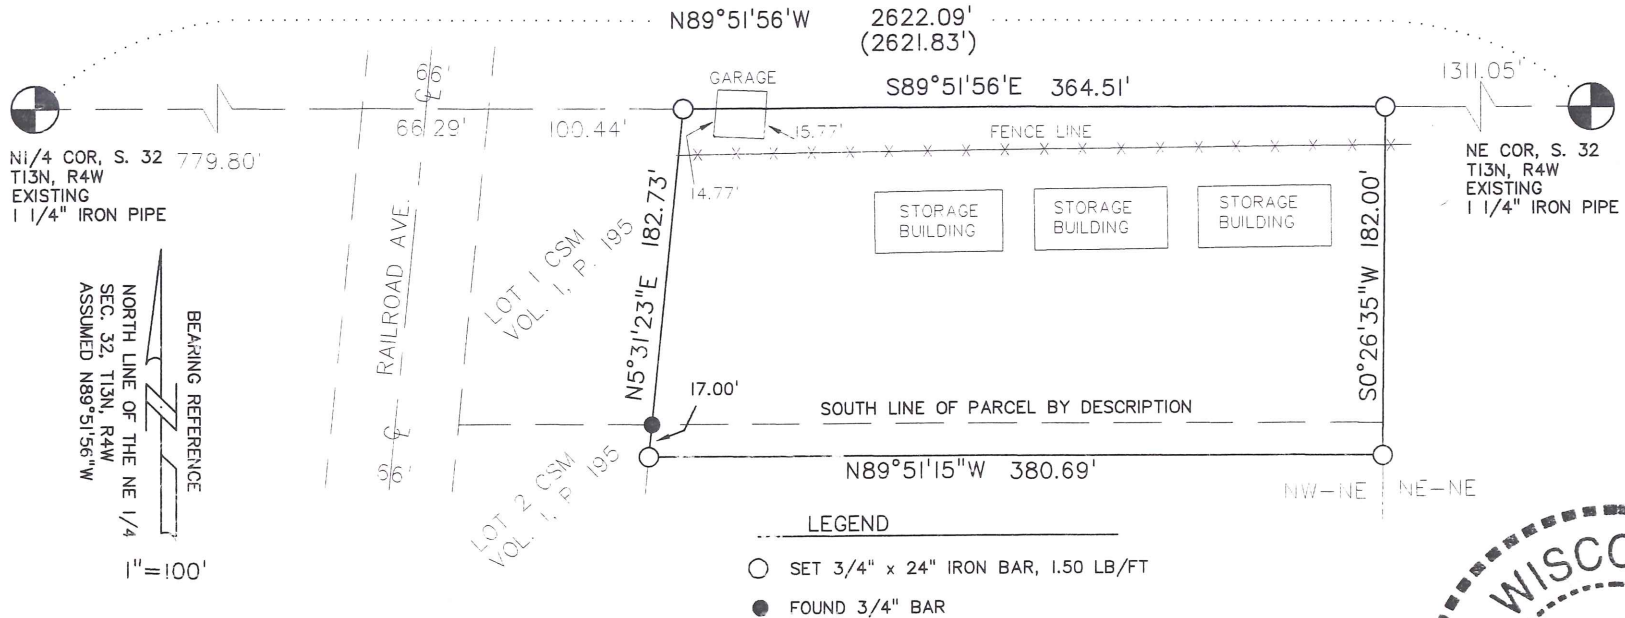 N89°51'56"W 2622.09'
(2621.83')
66'
GARAGE
S89°51'56"E 364.51'
1311.05'
66.29' 100.44'
15.77'
FENCE LINE
N1/4 COR, S. 32
T13N, R4W
EXISTING
1 1/4" IRON PIPE
779.80'
14.77'
NE COR, S. 32
T13N, R4W
EXISTING
1 1/4" IRON PIPE
STORAGE
BUILDING
STORAGE
BUILDING
STORAGE
BUILDING
N5°31'23"E 182.73'
S0°26'35"W 182.00'
RAILROAD AVE.
LOT 1 CSM
VOL. 1, P. 195
BEARING REFERENCE
NORTH LINE OF THE NE 1/4
SEC. 32, T13N, R4W
ASSUMED N89°51'56"W
17.00'
SOUTH LINE OF PARCEL BY DESCRIPTION
66'
LOT 2 CSM
VOL. 1, P 195
N89°51'15"W 380.69'
NW-NE NE-NE
1"=100'
LEGEND
SET 3/4" x 24" IRON BAR, 1.50 LB/FT
FOUND 3/4" BAR
WISCO